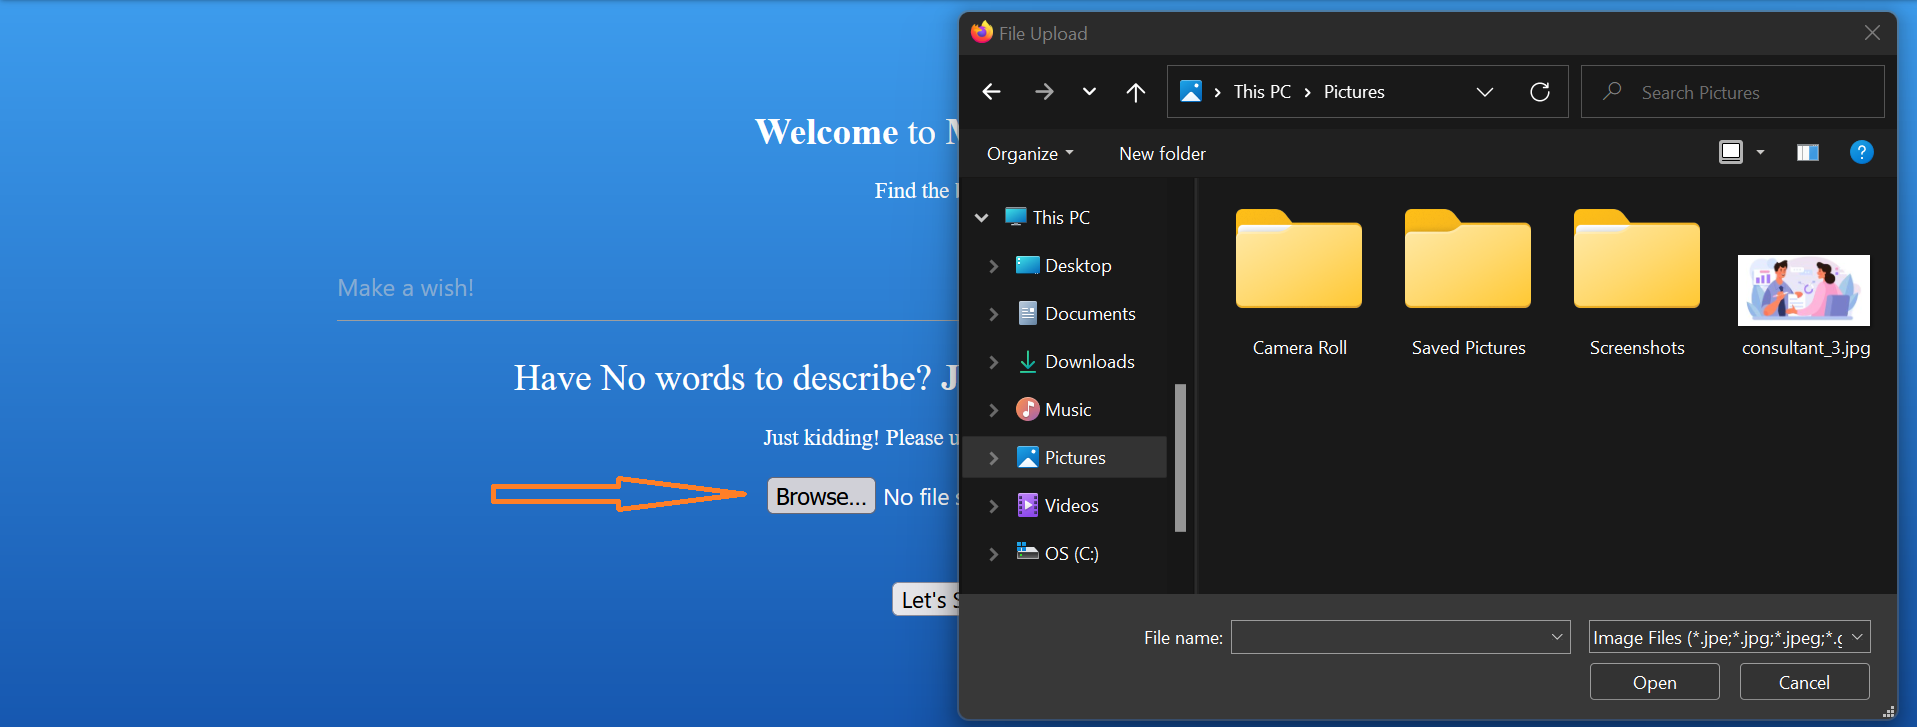 File Upload
This PC
Pictures
Search Pictures
Organize
New folder
?
Welcome to
Find the
Make a wish!
Have No words to describe?
Just kidding! Please
Browse... No file
Let's
This PC
Desktop
Documents
Downloads
Music
Pictures
Videos
OS (C:)
Camera Roll
Saved Pictures
Screenshots
consultant_3.jpg
File name:
Image Files (*.jpe;*.jpg;*.jpeg;*.g
Open
Cancel